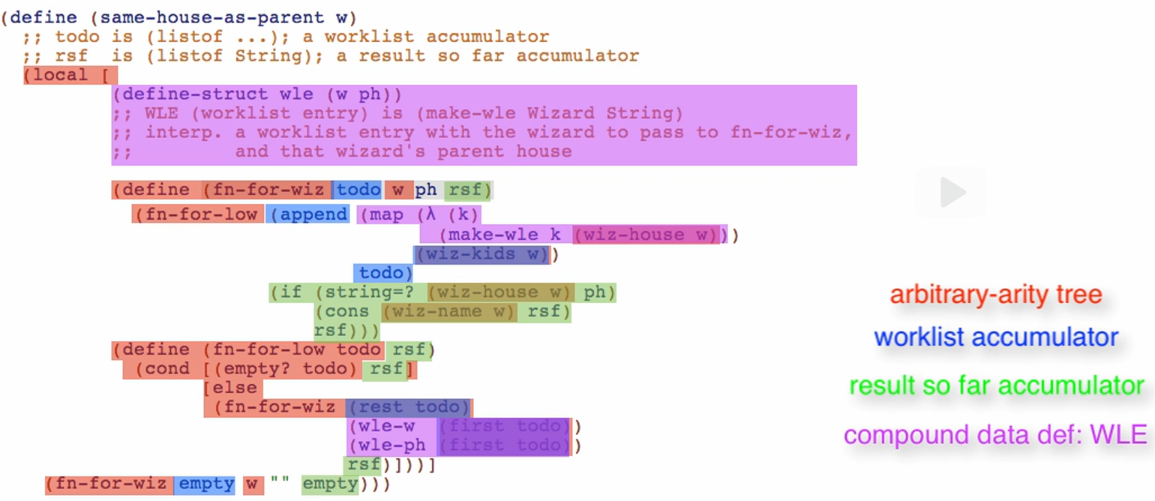 (define (same-house-as-parent w)
;; todo is (listof ...); a worklist accumulator
;; rsf is (listof String); a result so far accumulator
(local [
(define-struct wle (w ph))
;; WLE (worklist entry) is (make-wle Wizard String)
;; interp. a worklist entry with the wizard to pass to fn-for-wiz,
;; and that wizard's parent house
(define (fn-for-wiz todo w ph rsf)
(fn-for-low (append (map (λ (k)
(make-wle k (wiz-house w)))
(wiz-kids w))
todo)
(if (string=? (wiz-house w) ph)
(cons (wiz-name w) rsf)
rsf)))
(define (fn-for-low todo rsf)
(cond [(empty? todo) rsf]
[else
(fn-for-wiz (rest todo)
(wle-w (first todo))
(wle-ph (first todo))
rsf)]))]
(fn-for-wiz empty w "" empty)))
arbitrary-arity tree
worklist accumulator
result so far accumulator
compound data def: WLE